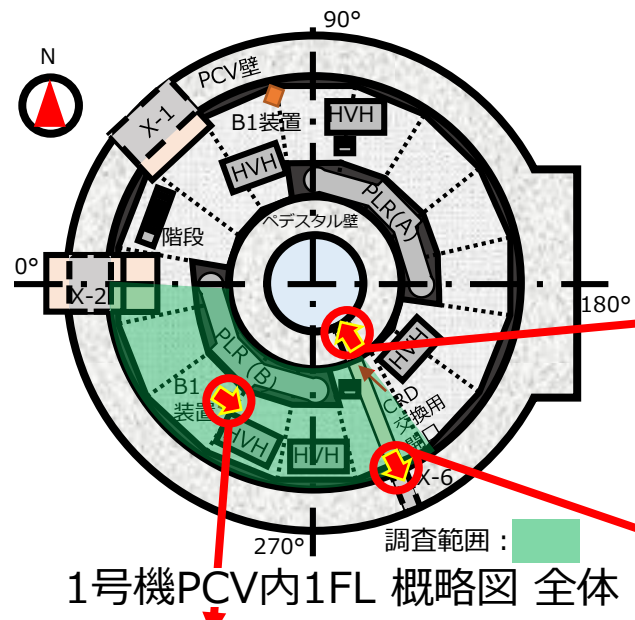 90°
N
PCV壁
X-1
B1装置
HVH
HVH
PLR(A)
ペデスタル壁
階段
0°
X-2
180°
HVH
PLR (B)
B1
装置
CRD
交換用
開口
HVH
HVH
X-6
270°
調査範囲：
1号機PCV内1FL 概略図 全体